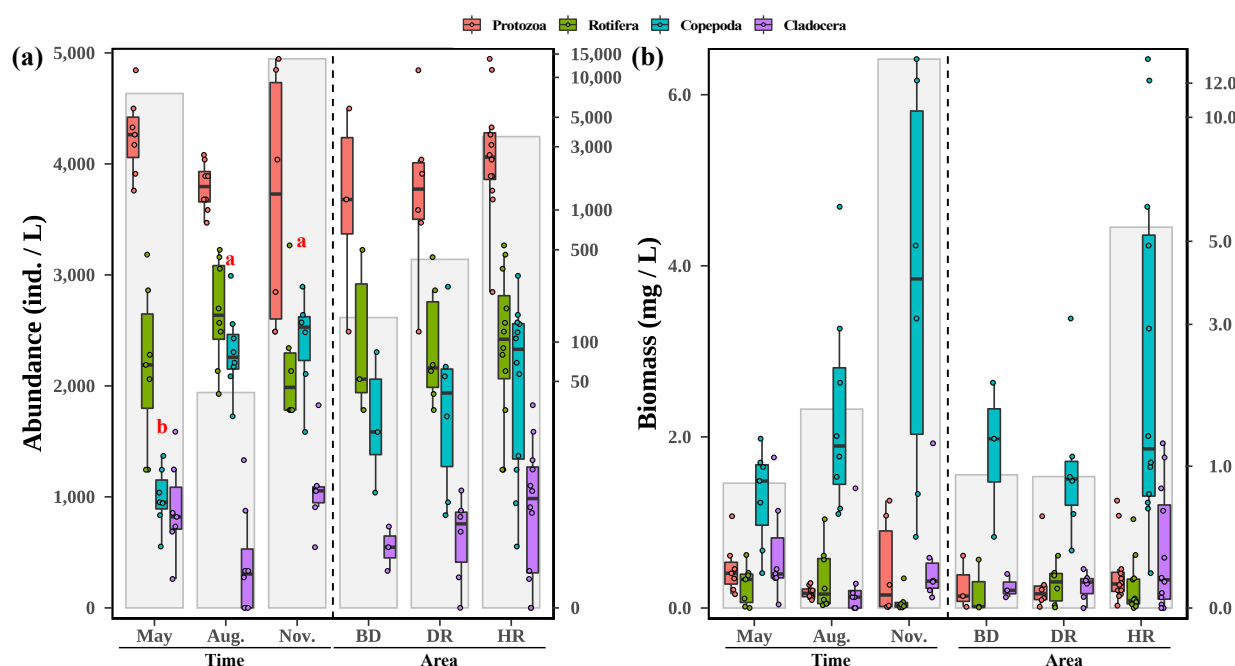 Protozoa Rotifera Copepoda Cladocera
(a)
Abundance (ind. / L)
5,000
4,000
3,000
2,000
1,000
0
15,000
10,000
5,000
3,000
1,000
500
100
50
0
b
a
a
May Aug. Nov. BD DR HR
Time Area
(b)
Biomass (mg / L)
6.0
4.0
2.0
0.0
12.0
10.0
5.0
3.0
1.0
0.0
May Aug. Nov. BD DR HR
Time Area